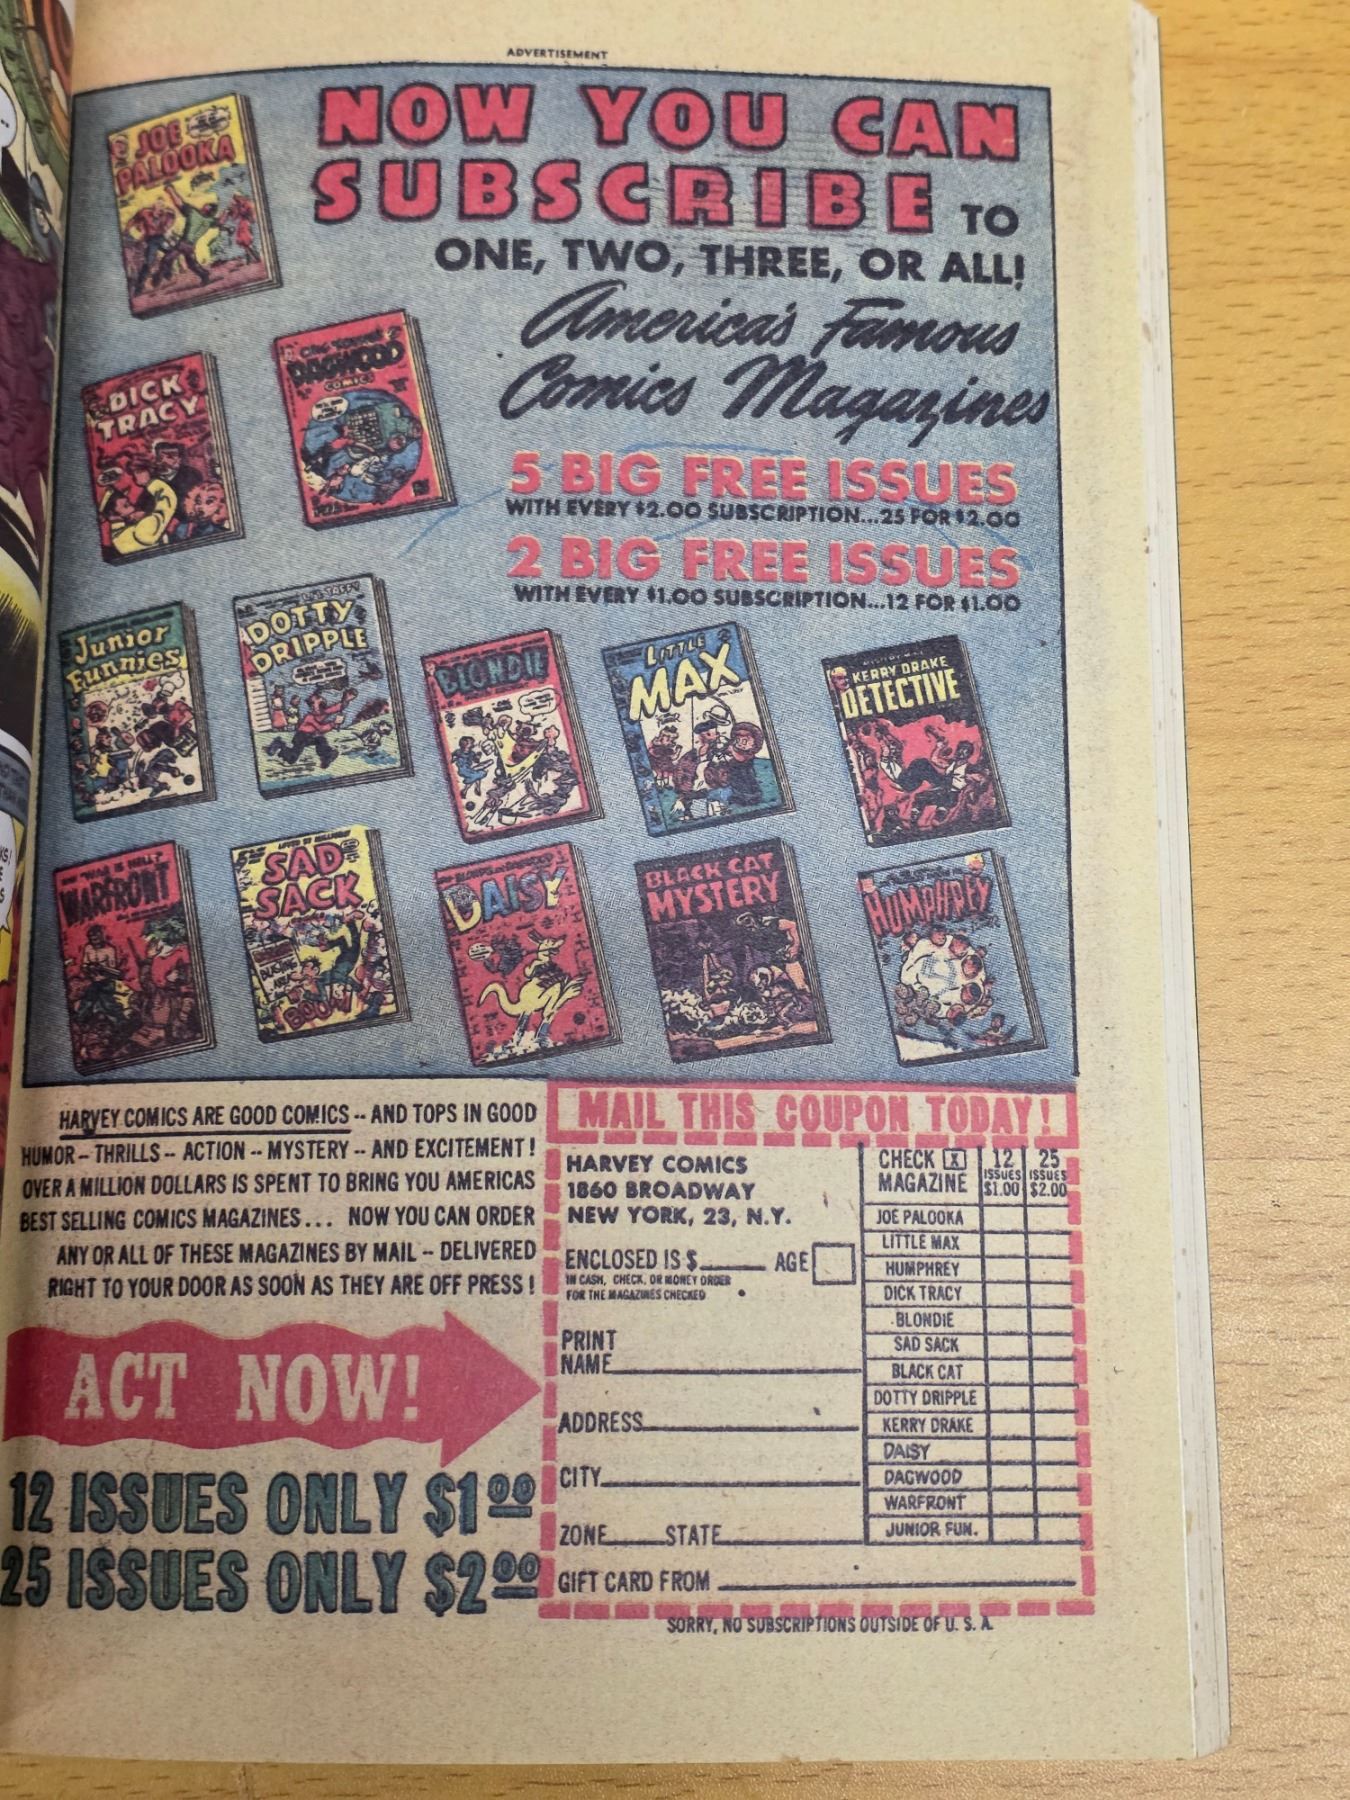 ADVERTISEMENT
NOW YOU CAN
SUBSCRIBE TO
ONE, TWO, THREE, OR ALL!
America's Famous
Comics Magazines
5 BIG FREE ISSUES
WITH EVERY $2.00 SUBSCRIPTION...25 FOR $2.00
2 BIG FREE ISSUES
WITH EVERY $1.00 SUBSCRIPTION...12 FOR $1.00
JOE
PALOOKA
DICK
TRACY
DAGWOOD
COMICS
Junior
Funnies
DOTTY
DRIPPLE
BLONDIE
LITTLE
MAX
KERRY DRAKE
DETECTIVE
"WAR IS HELL!"
WARFRONT
SAD
SACK
BOOM
DAISY
BLACK CAT
MYSTERY
HUMPHREY
HARVEY COMICS ARE GOOD COMICS -- AND TOPS IN GOOD
HUMOR -- THRILLS -- ACTION -- MYSTERY -- AND EXCITEMENT!
OVER A MILLION DOLLARS IS SPENT TO BRING YOU AMERICAS
BEST SELLING COMICS MAGAZINES... NOW YOU CAN ORDER
ANY OR ALL OF THESE MAGAZINES BY MAIL -- DELIVERED
RIGHT TO YOUR DOOR AS SOON AS THEY ARE OFF PRESS!
ACT NOW!
12 ISSUES ONLY $1.00
25 ISSUES ONLY $2.00
MAIL THIS COUPON TODAY!
HARVEY COMICS
1860 BROADWAY
NEW YORK, 23, N.Y.
ENCLOSED IS $ AGE
IN CASH, CHECK, OR MONEY ORDER
FOR THE MAGAZINES CHECKED
PRINT
NAME
ADDRESS
CITY
ZONE STATE
GIFT CARD FROM
CHECK X MAGAZINE 12 ISSUES $1.00 25 ISSUES $2.00
JOE PALOOKA
LITTLE MAX
HUMPHREY
DICK TRACY
BLONDIE
SAD SACK
BLACK CAT
DOTTY DRIPPLE
KERRY DRAKE
DAISY
DAGWOOD
WARFRONT
JUNIOR FUN.
SORRY, NO SUBSCRIPTIONS OUTSIDE OF U. S. A.